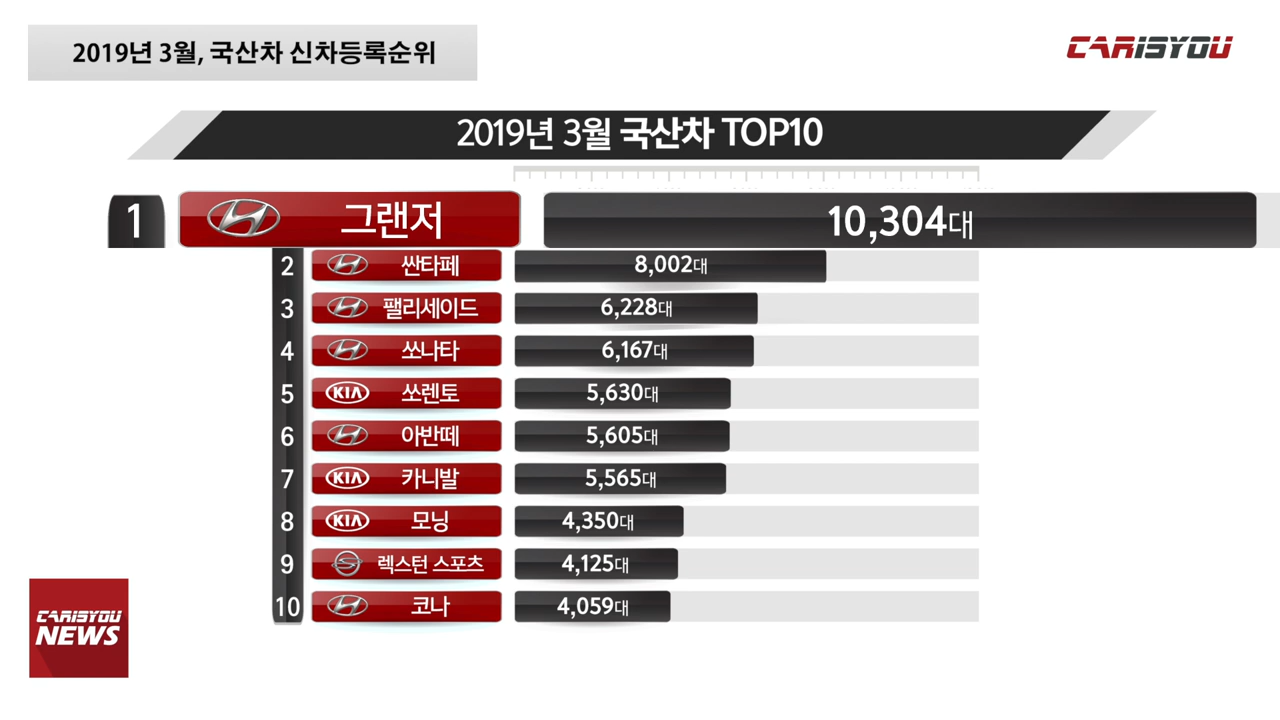 2019년 3월, 국산차 신차등록순위
CARISYOU
2019년 3월 국산차 TOP10
1 그랜저 10,304대
2 싼타페 8,002대
3 팰리세이드 6,228대
4 쏘나타 6,167대
5 KIA 쏘렌토 5,630대
6 아반떼 5,605대
7 KIA 카니발 5,565대
8 KIA 모닝 4,350대
9 렉스턴 스포츠 4,125대
10 코나 4,059대
CARISYOU
NEWS